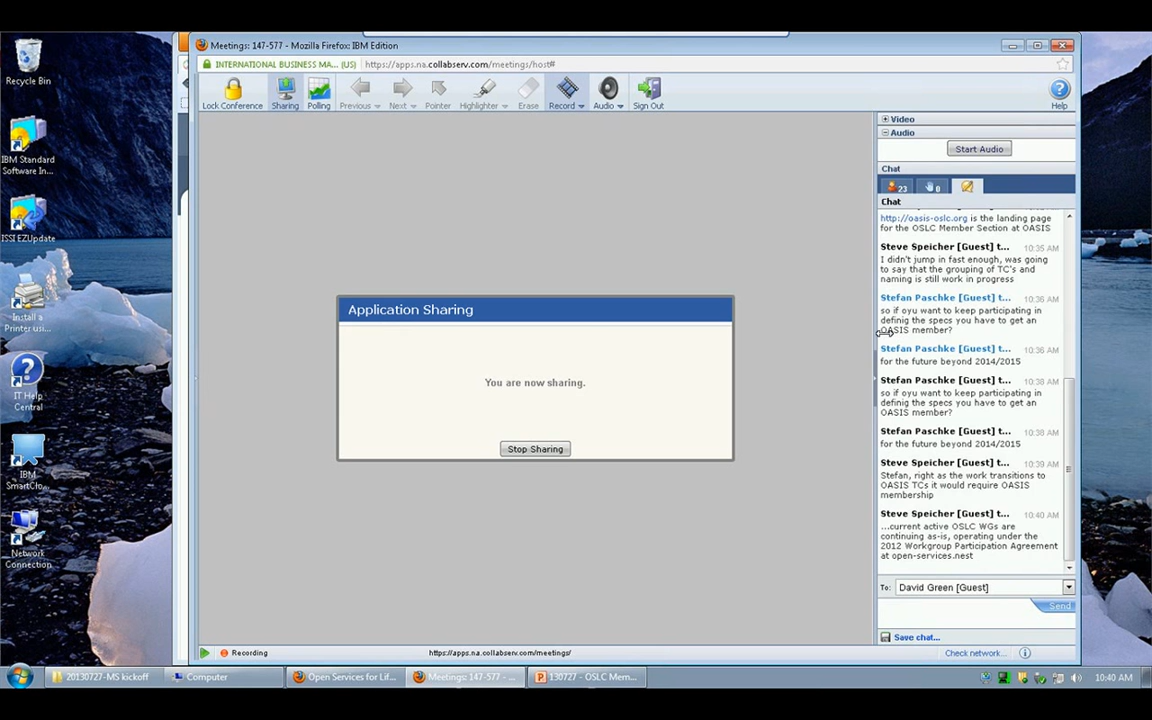 Recycle Bin
IBM Standard
Software In...
ISSI EZUpdate
Install a
Printer usi...
IT Help
Central
IBM
SmartClo...
Network
Connection
Meetings: 147-577 - Mozilla Firefox: IBM Edition
INTERNATIONAL BUSINESS MA... (US) https://apps.na.collabserv.com/meetings/host#
Lock Conference Sharing Polling Previous Next Pointer Highlighter Erase Record Audio Sign Out Help
Application Sharing
You are now sharing.
Stop Sharing
Video
Audio
Start Audio
Chat
23 0
Chat
http://oasis-oslc.org is the landing page
for the OSLC Member Section at OASIS
Steve Speicher [Guest] t... 10:35 AM
I didn't jump in fast enough, was going
to say that the grouping of TC's and
naming is still work in progress
Stefan Paschke [Guest] t... 10:36 AM
so if oyu want to keep participating in
definig the specs you have to get an
OASIS member?
Stefan Paschke [Guest] t... 10:36 AM
for the future beyond 2014/2015
Stefan Paschke [Guest] t... 10:38 AM
so if oyu want to keep participating in
definig the specs you have to get an
OASIS member?
Stefan Paschke [Guest] t... 10:38 AM
for the future beyond 2014/2015
Steve Speicher [Guest] t... 10:39 AM
Stefan, right as the work transitions to
OASIS TCs it would require OASIS
membership
Steve Speicher [Guest] t... 10:40 AM
...current active OSLC WGs are
continuing as-is, operating under the
2012 Workgroup Participation Agreement
at open-services.nest
To: David Green [Guest]
Send
Save chat...
Recording https://apps.na.collabserv.com/meetings/ Check network...
20130727-MS kickoff Computer Open Services for Lif... Meetings: 147-577 - ... 130727 - OSLC Mem... 10:40 AM